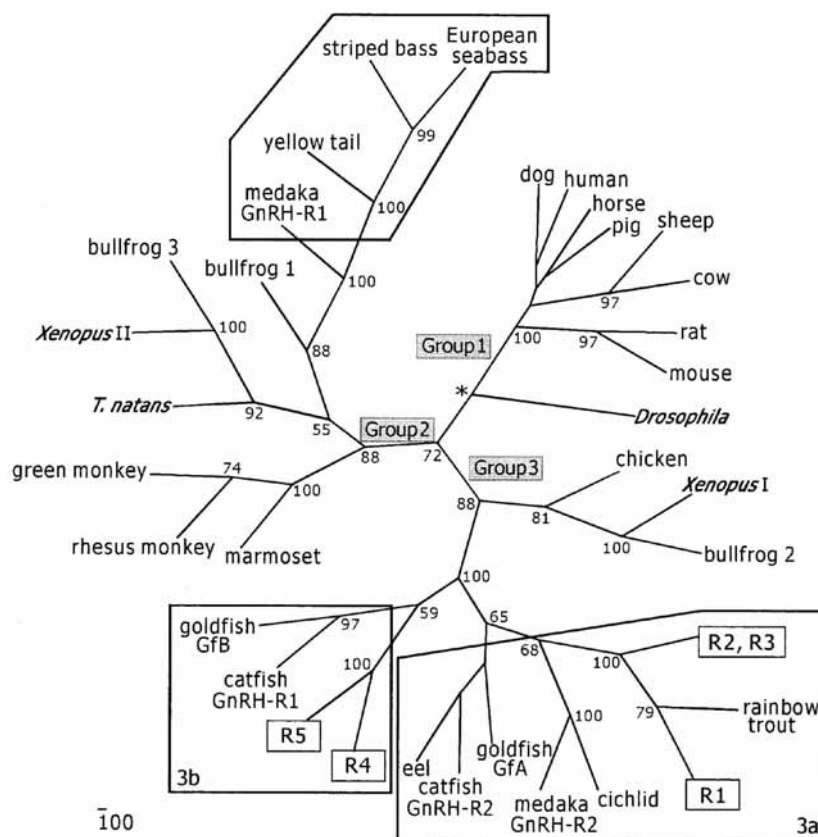 European
striped bass
seabass
99
yellow tail
dog
human
medaka
GnRH-R1
100
horse
pig
sheep
bullfrog 3
bullfrog 1
100
cow
97
Xenopus II
100
100
97
rat
88
Group1
mouse
*
T. natans
92
55
Group2
Drosophila
88
72
Group3
chicken
green monkey
74
Xenopus I
100
88
81
rhesus monkey
marmoset
100
bullfrog 2
100
59
65
goldfish
GfB
97
68
R2, R3
catfish
GnRH-R1
100
100
R5
R4
goldfish
GfA
100
79
rainbow
trout
eel
catfish
GnRH-R2
medaka
GnRH-R2
cichlid
R1
3b
100
3a